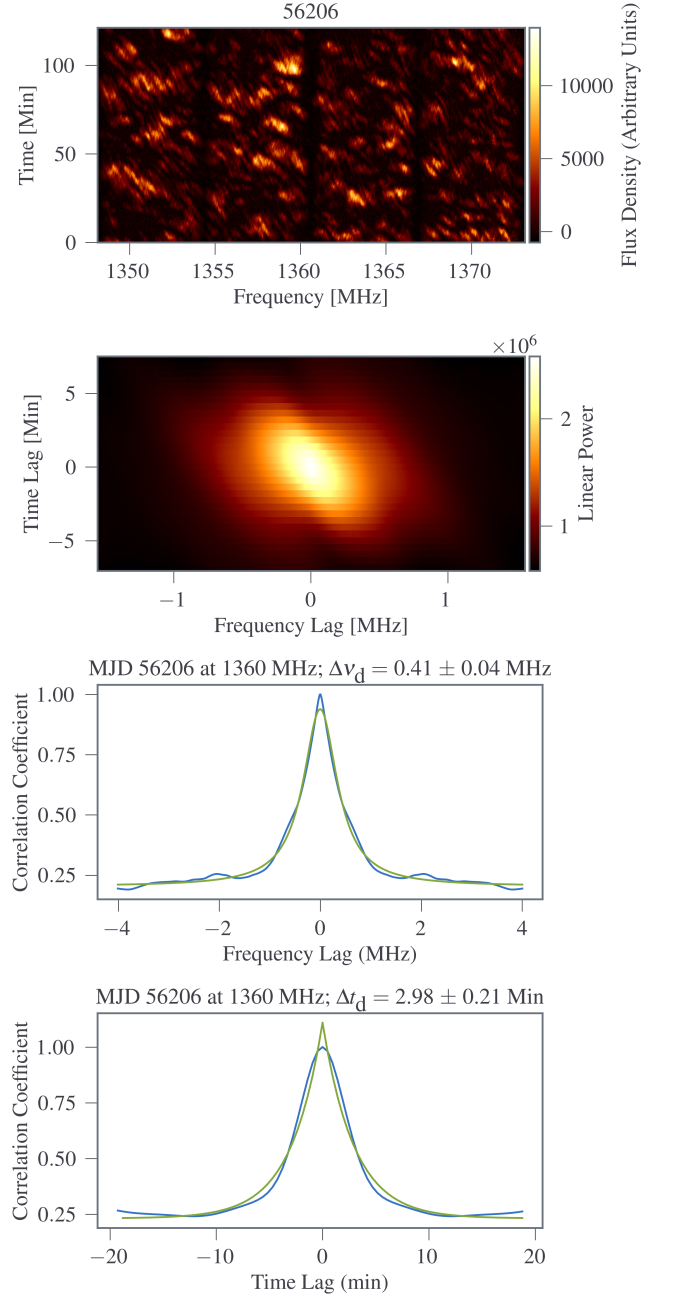 56206
100
50
0
Time [Min]
1350 1355 1360 1365 1370
Frequency [MHz]
10000
5000
0
Flux Density (Arbitrary Units)
×10⁶
5
0
−5
Time Lag [Min]
−1 0 1
Frequency Lag [MHz]
2
1
Linear Power
MJD 56206 at 1360 MHz; Δν_d = 0.41 ± 0.04 MHz
1.00
0.75
0.50
0.25
Correlation Coefficient
−4 −2 0 2 4
Frequency Lag (MHz)
MJD 56206 at 1360 MHz; Δt_d = 2.98 ± 0.21 Min
1.00
0.75
0.50
0.25
Correlation Coefficient
−20 −10 0 10 20
Time Lag (min)